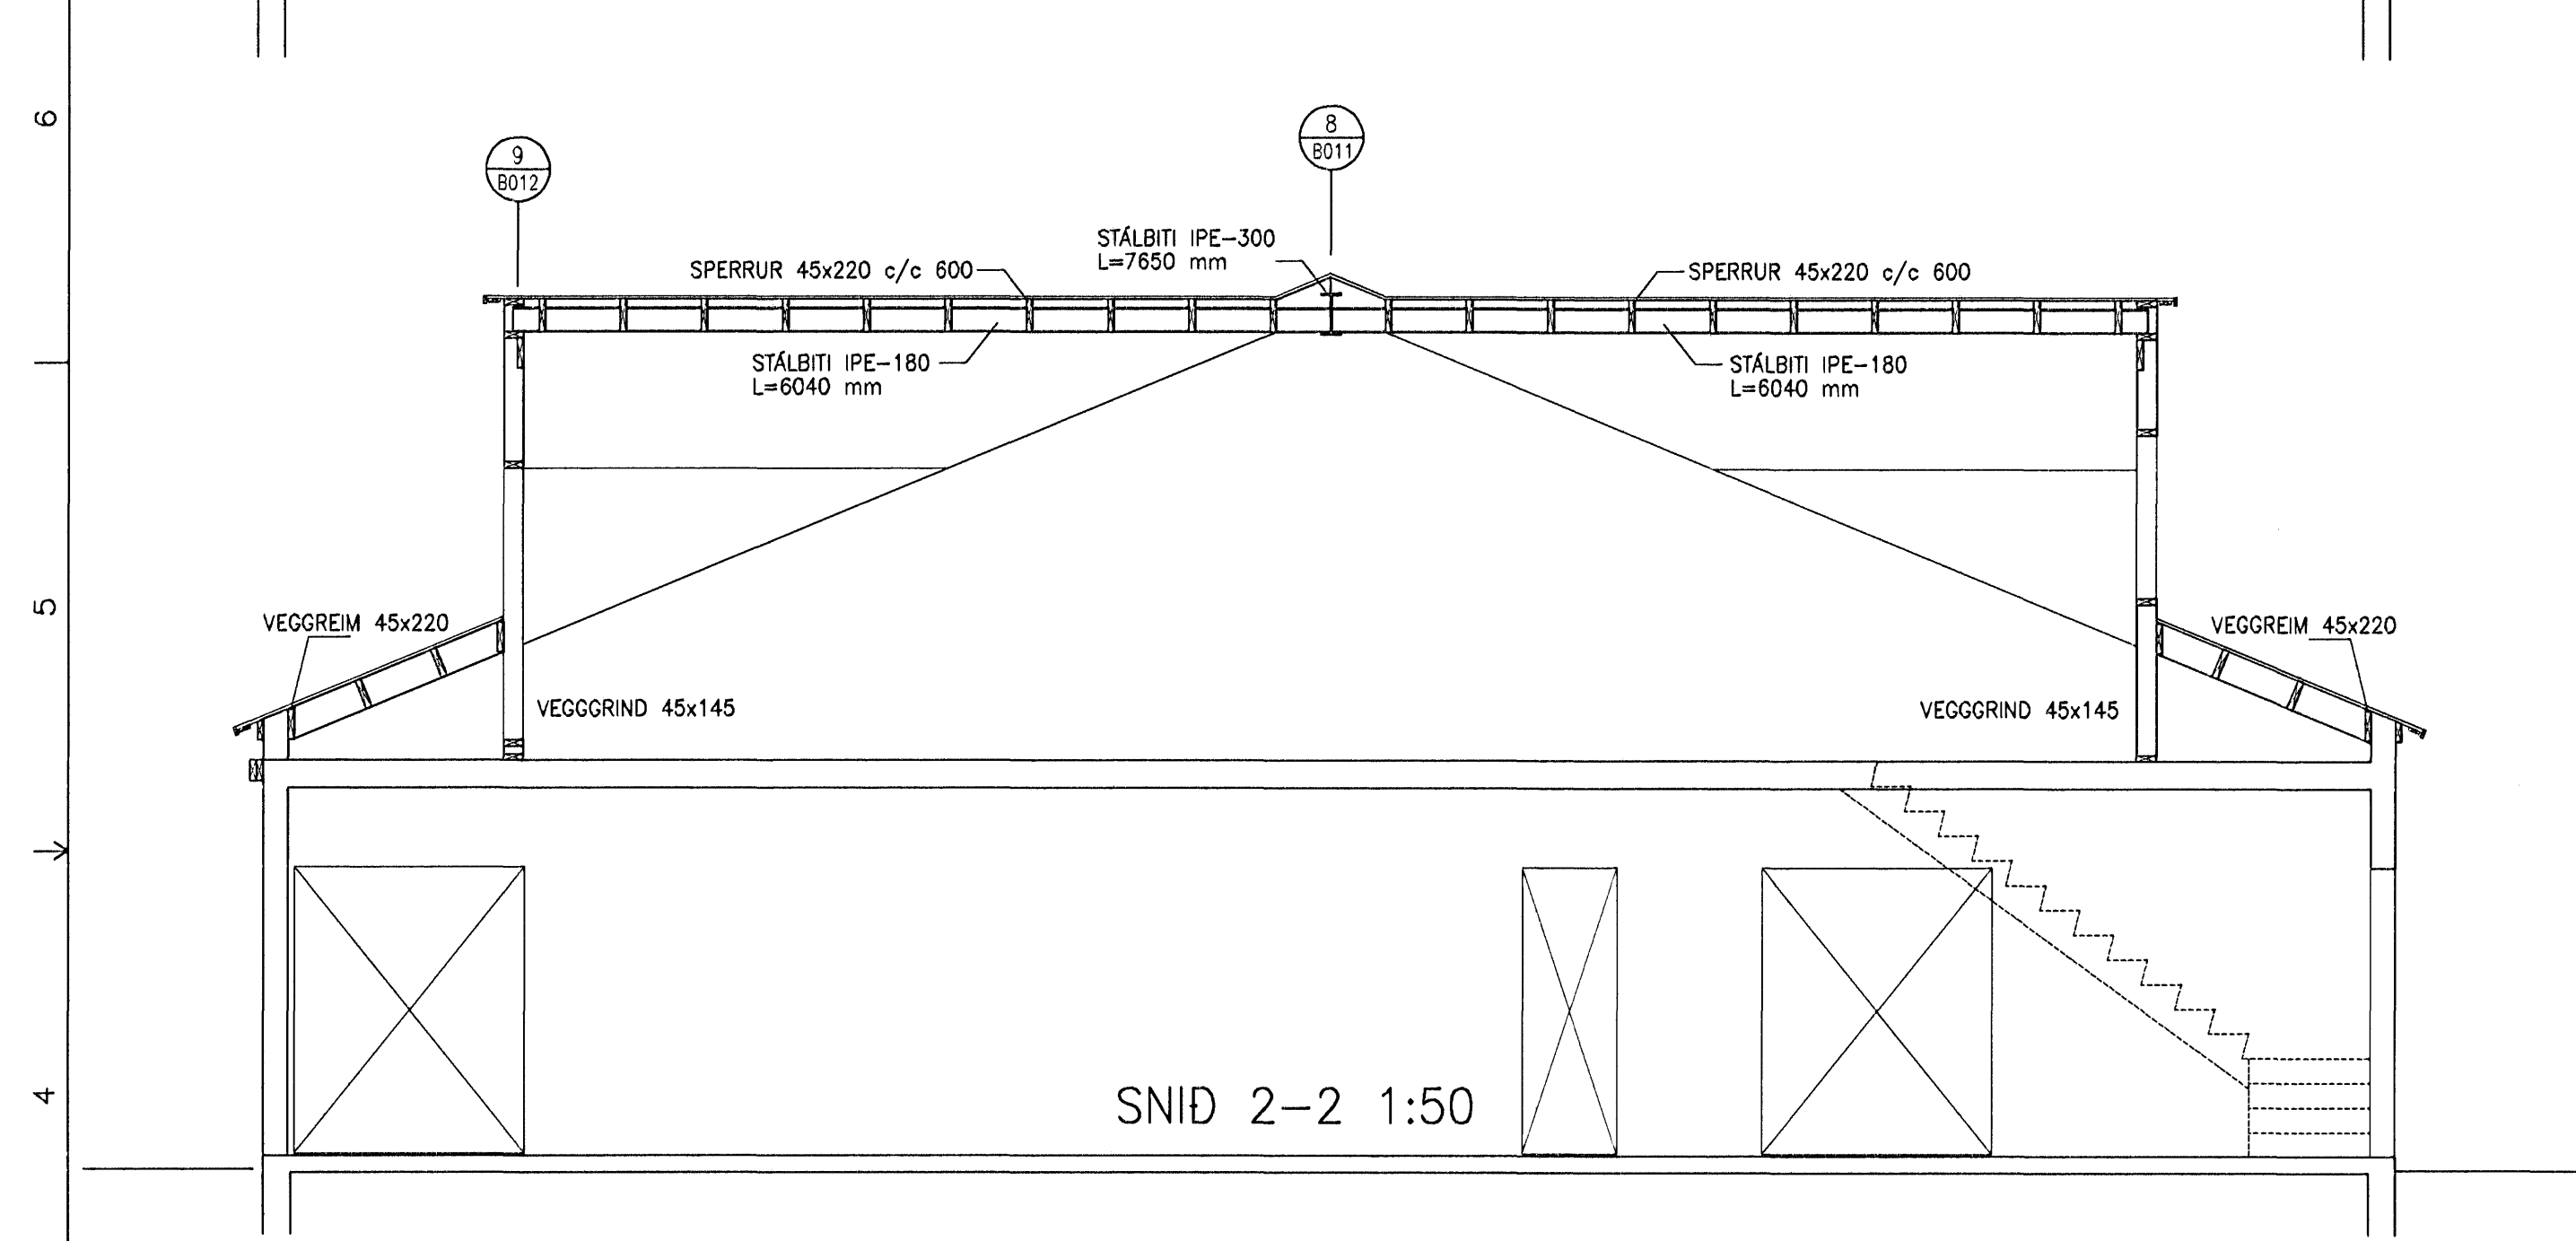 6
8
B011
9
B012
STÁLBITI IPE-300
L=7650 mm
SPERRUR 45x220 c/c 600
SPERRUR 45x220 c/c 600
STÁLBITI IPE-180
L=6040 mm
STÁLBITI IPE-180
L=6040 mm
5
VEGGREIM 45x220
VEGGREIM 45x220
VEGGGRIND 45x145
VEGGGRIND 45x145
4
SNIÐ 2-2 1:50